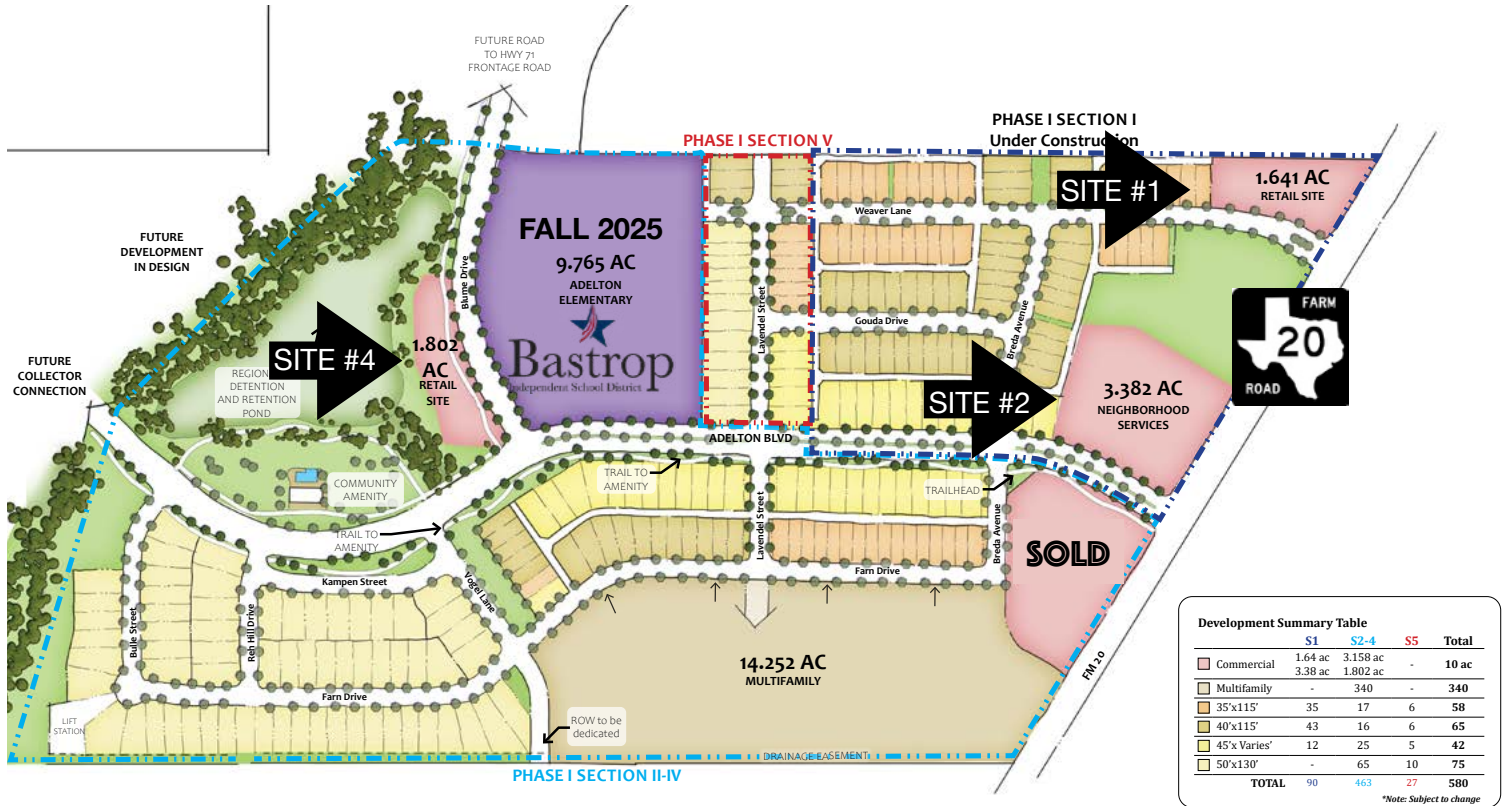 FUTURE ROAD
TO HWY 71
FRONTAGE ROAD
PHASE I SECTION V
PHASE I SECTION I
Under Construction
SITE #1
1.641 AC
RETAIL SITE
Weaver Lane
FALL 2025
9.765 AC
ADELTON
ELEMENTARY
Bastrop
Independent School District
FUTURE
DEVELOPMENT
IN DESIGN
Blume Drive
Lavendel Street
Gouda Drive
Breda Avenue
FARM
20
ROAD
SITE #4
1.802
AC
RETAIL
SITE
FUTURE
COLLECTOR
CONNECTION
DETENTION
AND RETENTION
POND
SITE #2
3.382 AC
NEIGHBORHOOD
SERVICES
ADELTON BLVD
TRAIL TO
AMENITY
COMMUNITY
AMENITY
TRAILHEAD
TRAIL TO
AMENITY
Lavendel Street
Breda Avenue
SOLD
Farn Drive
Kampen Street
Vogel Lane
Bulle Street
Reh Hill Drive
14.252 AC
MULTIFAMILY
FM 20
Farn Drive
LIFT
STATION
ROW to be
dedicated
DRAINAGE EASEMENT
PHASE I SECTION II-IV
Development Summary Table
S1 S2-4 S5 Total
Commercial 1.64 ac 3.38 ac 3.158 ac 1.802 ac - 10 ac
Multifamily - 340 - 340
35'x115' 35 17 6 58
40'x115' 43 16 6 65
45'x Varies' 12 25 5 42
50'x130' - 65 10 75
TOTAL 90 463 27 580
*Note: Subject to change